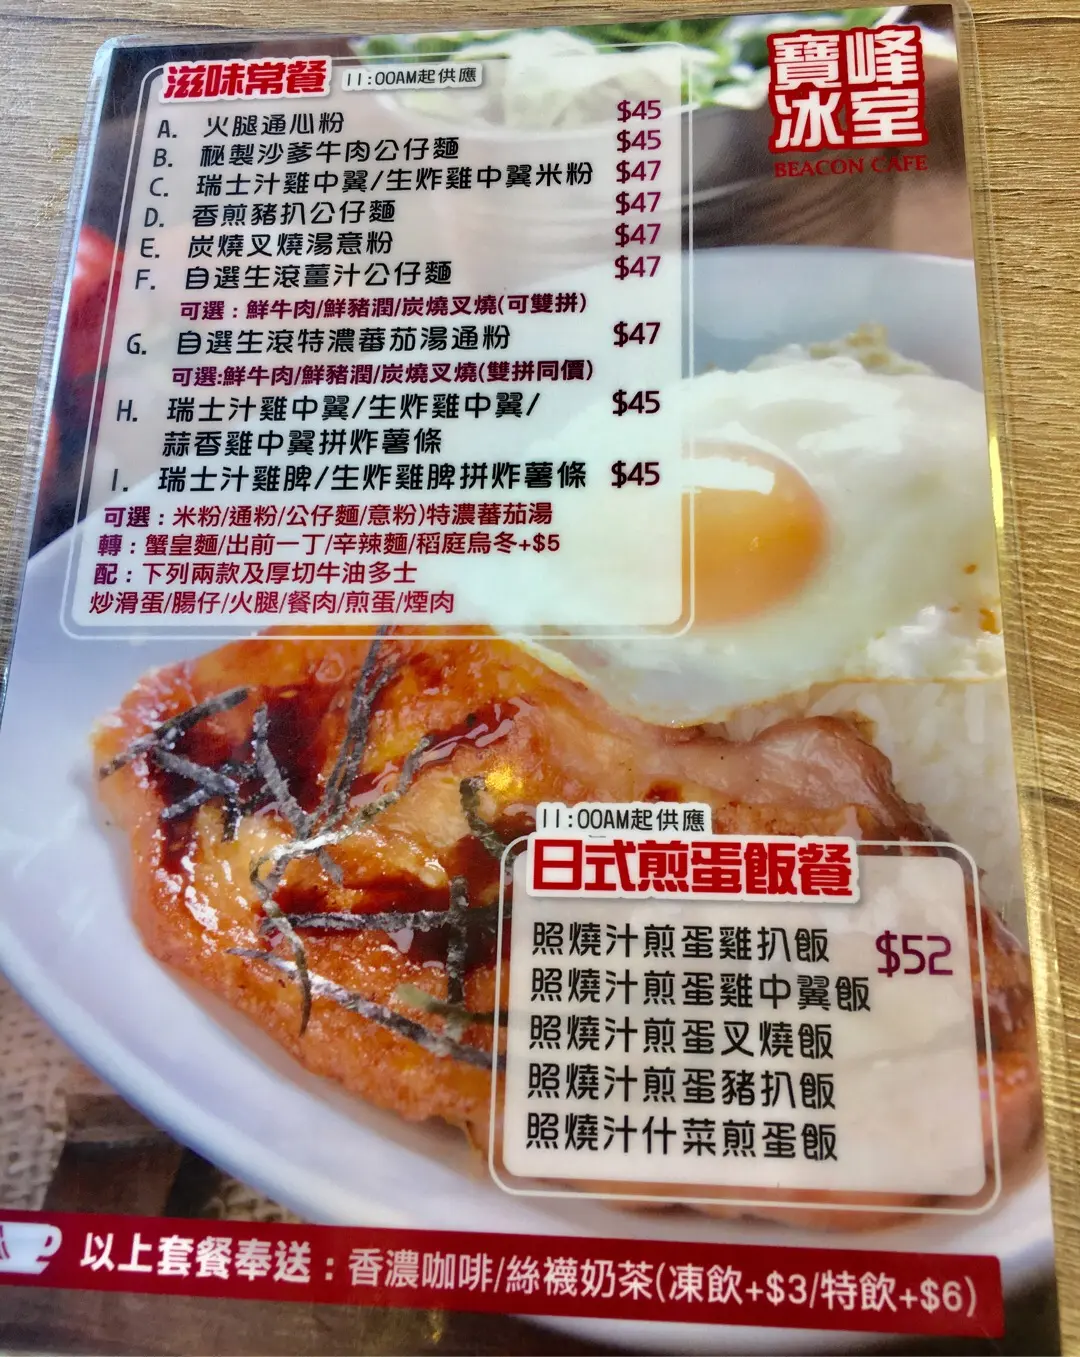 寶峰
冰室
BEACON CAFE
滋味常餐 11:00AM起供應
A. 火腿通心粉 $45
B. 秘製沙爹牛肉公仔麵 $45
C. 瑞士汁雞中翼/生炸雞中翼米粉 $47
D. 香煎豬扒公仔麵 $47
E. 炭燒叉燒湯意粉 $47
F. 自選生滾薑汁公仔麵 $47
可選：鮮牛肉/鮮豬潤/炭燒叉燒(可雙拼)
G. 自選生滾特濃蕃茄湯通粉 $47
可選:鮮牛肉/鮮豬潤/炭燒叉燒(雙拼同價)
H. 瑞士汁雞中翼/生炸雞中翼/ $45
蒜香雞中翼拼炸薯條
I. 瑞士汁雞脾/生炸雞脾拼炸薯條 $45
可選：米粉/通粉/公仔麵/意粉)特濃蕃茄湯
轉：蟹皇麵/出前一丁/辛辣麵/稻庭烏冬+$5
配：下列兩款及厚切牛油多士
炒滑蛋/腸仔/火腿/餐肉/煎蛋/煙肉
11:00AM起供應
日式煎蛋飯餐
照燒汁煎蛋雞扒飯 $52
照燒汁煎蛋雞中翼飯
照燒汁煎蛋叉燒飯
照燒汁煎蛋豬扒飯
照燒汁什菜煎蛋飯
以上套餐奉送：香濃咖啡/絲襪奶茶(凍飲+$3/特飲+$6)